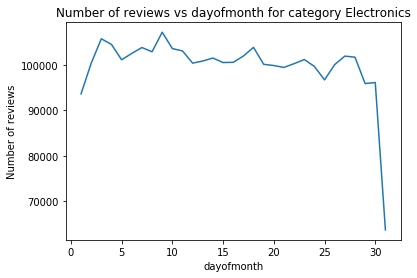 Number of reviews vs dayofmonth for category Electronics
100000
90000
80000
70000
Number of reviews
0 5 10 15 20 25 30
dayofmonth